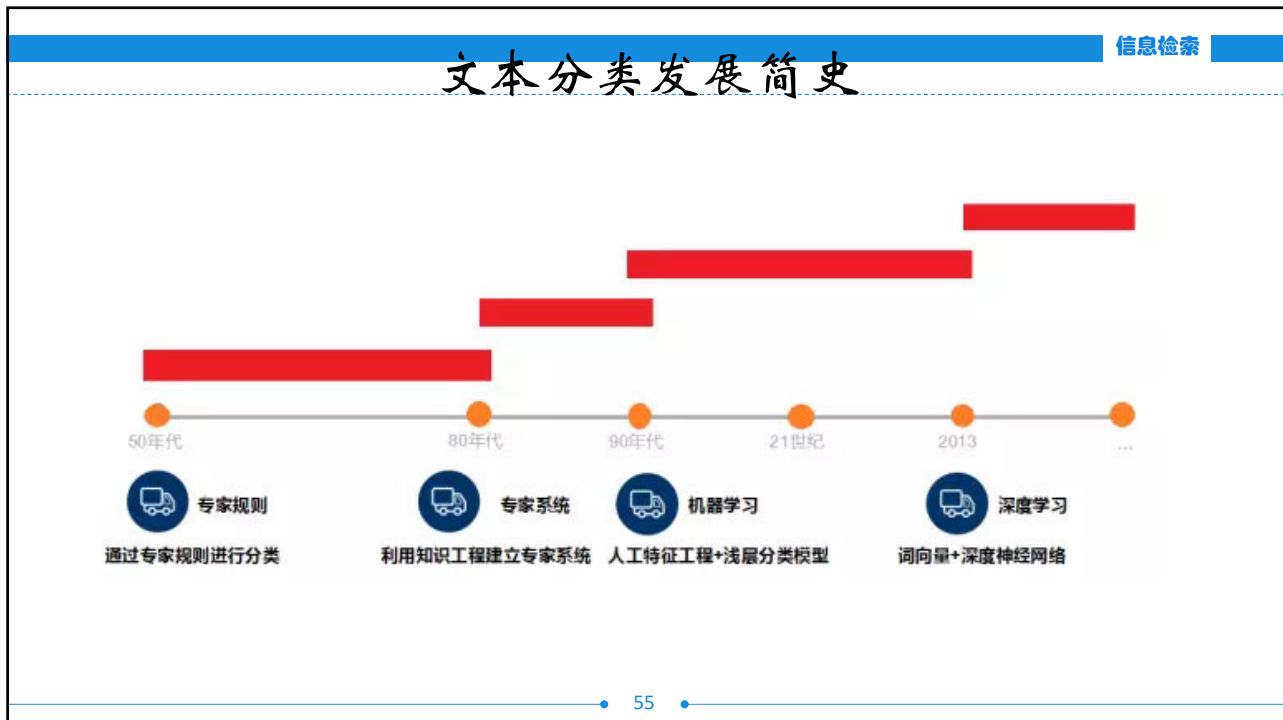 信息检索
文本分类发展简史
50年代 80年代 90年代 21世纪 2013 ...
专家规则 专家系统 机器学习 深度学习
通过专家规则进行分类 利用知识工程建立专家系统 人工特征工程+浅层分类模型 词向量+深度神经网络
55